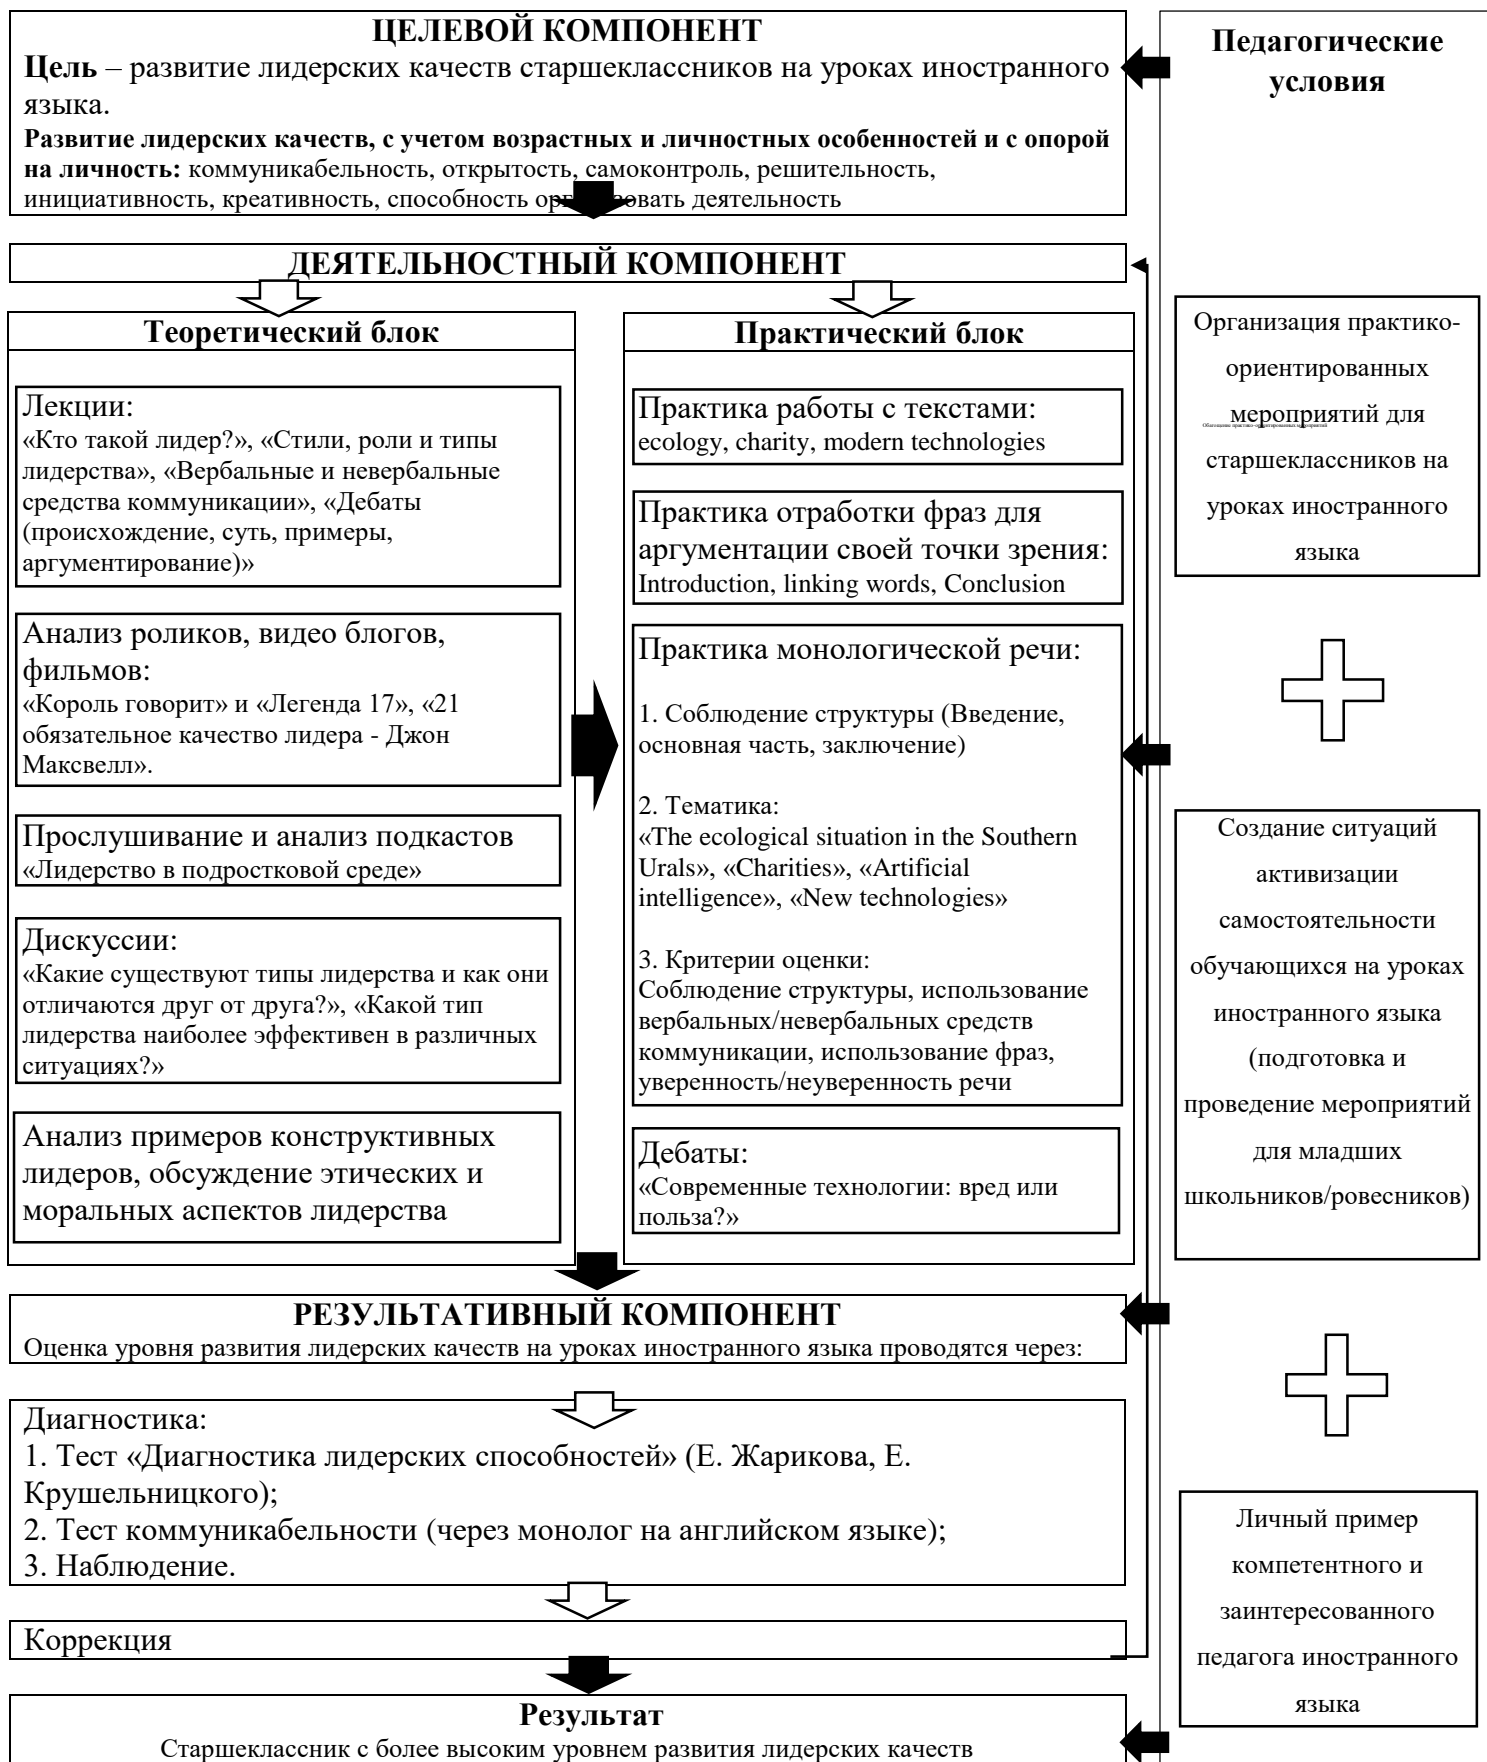 ЦЕЛЕВОЙ КОМПОНЕНТ
Цель – развитие лидерских качеств старшеклассников на уроках иностранного
языка.
Развитие лидерских качеств, с учетом возрастных и личностных особенностей и с опорой
на личность: коммуникабельность, открытость, самоконтроль, решительность,
инициативность, креативность, способность деятельность
ДЕЯТЕЛЬНОСТНЫЙ КОМПОНЕНТ
Теоретический блок
Лекции:
«Кто такой лидер?», «Стили, роли и типы
лидерства», «Вербальные и невербальные
средства коммуникации», «Дебаты
(происхождение, суть, примеры,
аргументирование)»
Анализ роликов, видео блогов,
фильмов:
«Король говорит» и «Легенда 17», «21
обязательное качество лидера - Джон
Максвелл».
Прослушивание и анализ подкастов
«Лидерство в подростковой среде»
Дискуссии:
«Какие существуют типы лидерства и как они
отличаются друг от друга?», «Какой тип
лидерства наиболее эффективен в различных
ситуациях?»
Анализ примеров конструктивных
лидеров, обсуждение этических и
моральных аспектов лидерства
Практический блок
Практика работы с текстами:
ecology, charity, modern technologies
Практика отработки фраз для
аргументации своей точки зрения:
Introduction, linking words, Conclusion
Практика монологической речи:
1. Соблюдение структуры (Введение,
основная часть, заключение)
2. Тематика:
«The ecological situation in the Southern
Urals», «Charities», «Artificial
intelligence», «New technologies»
3. Критерии оценки:
Соблюдение структуры, использование
вербальных/невербальных средств
коммуникации, использование фраз,
уверенность/неуверенность речи
Дебаты:
«Современные технологии: вред или
польза?»
РЕЗУЛЬТАТИВНЫЙ КОМПОНЕНТ
Оценка уровня развития лидерских качеств на уроках иностранного языка проводятся через:
Диагностика:
1. Тест «Диагностика лидерских способностей» (Е. Жарикова, Е.
Крушельницкого);
2. Тест коммуникабельности (через монолог на английском языке);
3. Наблюдение.
Коррекция
Результат
Старшеклассник с более высоким уровнем развития лидерских качеств
Педагогические
условия
Организация практико-
ориентированных
мероприятий для
старшеклассников на
уроках иностранного
языка
Создание ситуаций
активизации
самостоятельности
обучающихся на уроках
иностранного языка
(подготовка и
проведение мероприятий
для младших
школьников/ровесников)
Личный пример
компетентного и
заинтересованного
педагога иностранного
языка